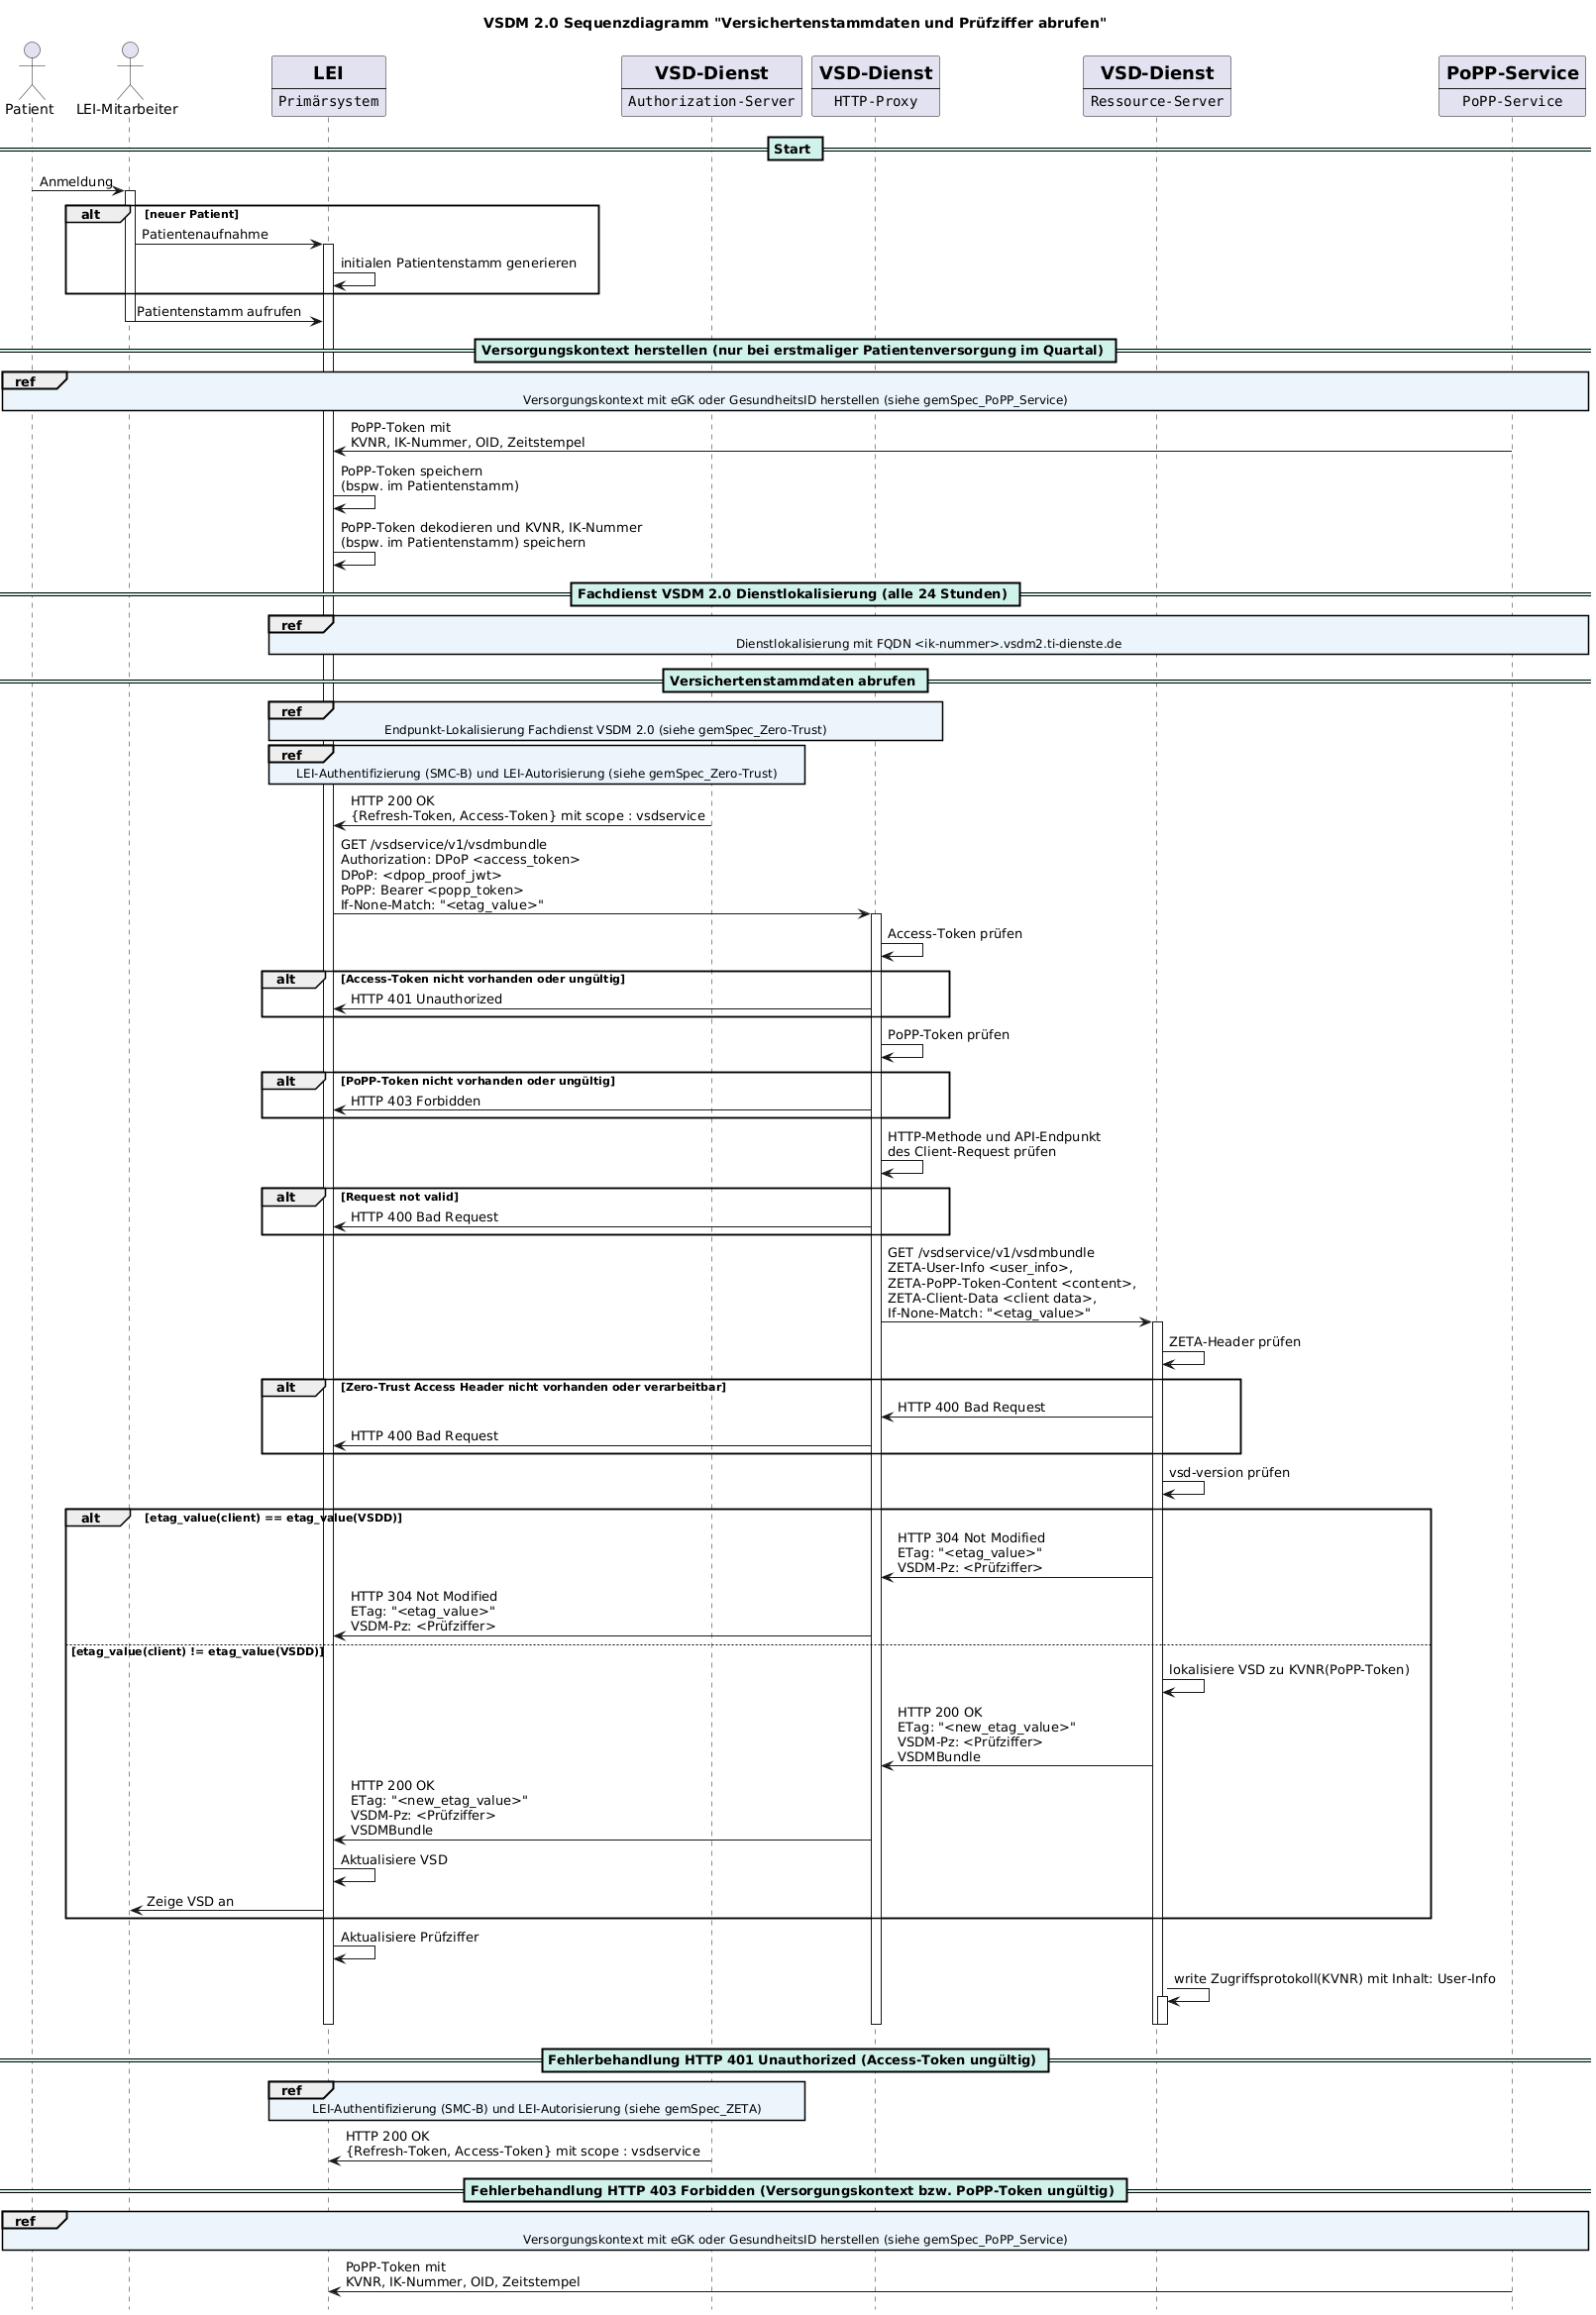 VSDM 2.0 Sequenzdiagramm "Versichertenstammdaten und Prüfziffer abrufen"
Patient
LEI-Mitarbeiter
LEI
Primärsystem
VSD-Dienst
Authorization-Server
VSD-Dienst
HTTP-Proxy
VSD-Dienst
Ressource-Server
PoPP-Service
PoPP-Service
Start
Anmeldung
alt
[neuer Patient]
Patientenaufnahme
initialen Patientenstamm generieren
Patientenstamm aufrufen
Versorgungskontext herstellen (nur bei erstmaliger Patientenversorgung im Quartal)
ref
Versorgungskontext mit eGK oder GesundheitsID herstellen (siehe gemSpec_PoPP_Service)
PoPP-Token mit
KVNR, IK-Nummer, OID, Zeitstempel
PoPP-Token speichern
(bspw. im Patientenstamm)
PoPP-Token dekodieren und KVNR, IK-Nummer
(bspw. im Patientenstamm) speichern
Fachdienst VSDM 2.0 Dienstlokalisierung (alle 24 Stunden)
ref
Dienstlokalisierung mit FQDN <ik-nummer>.vsdm2.ti-dienste.de
Versichertenstammdaten abrufen
ref
Endpunkt-Lokalisierung Fachdienst VSDM 2.0 (siehe gemSpec_Zero-Trust)
ref
LEI-Authentifizierung (SMC-B) und LEI-Autorisierung (siehe gemSpec_Zero-Trust)
HTTP 200 OK
{Refresh-Token, Access-Token} mit scope : vsdservice
GET /vsdservice/v1/vsdmbundle
Authorization: DPoP <access_token>
DPoP: <dpop_proof_jwt>
PoPP: Bearer <popp_token>
If-None-Match: "<etag_value>"
Access-Token prüfen
alt
[Access-Token nicht vorhanden oder ungültig]
HTTP 401 Unauthorized
PoPP-Token prüfen
alt
[PoPP-Token nicht vorhanden oder ungültig]
HTTP 403 Forbidden
HTTP-Methode und API-Endpunkt
des Client-Request prüfen
alt
[Request not valid]
HTTP 400 Bad Request
GET /vsdservice/v1/vsdmbundle
ZETA-User-Info <user_info>,
ZETA-PoPP-Token-Content <content>,
ZETA-Client-Data <client data>,
If-None-Match: "<etag_value>"
ZETA-Header prüfen
alt
[Zero-Trust Access Header nicht vorhanden oder verarbeitbar]
HTTP 400 Bad Request
HTTP 400 Bad Request
vsd-version prüfen
alt
[etag_value(client) == etag_value(VSDD)]
HTTP 304 Not Modified
ETag: "<etag_value>"
VSDM-Pz: <Prüfziffer>
HTTP 304 Not Modified
ETag: "<etag_value>"
VSDM-Pz: <Prüfziffer>
[etag_value(client) != etag_value(VSDD)]
lokalisiere VSD zu KVNR(PoPP-Token)
HTTP 200 OK
ETag: "<new_etag_value>"
VSDM-Pz: <Prüfziffer>
VSDMBundle
HTTP 200 OK
ETag: "<new_etag_value>"
VSDM-Pz: <Prüfziffer>
VSDMBundle
Aktualisiere VSD
Zeige VSD an
Aktualisiere Prüfziffer
write Zugriffsprotokoll(KVNR) mit Inhalt: User-Info
Fehlerbehandlung HTTP 401 Unauthorized (Access-Token ungültig)
ref
LEI-Authentifizierung (SMC-B) und LEI-Autorisierung (siehe gemSpec_ZETA)
HTTP 200 OK
{Refresh-Token, Access-Token} mit scope : vsdservice
Fehlerbehandlung HTTP 403 Forbidden (Versorgungskontext bzw. PoPP-Token ungültig)
ref
Versorgungskontext mit eGK oder GesundheitsID herstellen (siehe gemSpec_PoPP_Service)
PoPP-Token mit
KVNR, IK-Nummer, OID, Zeitstempel